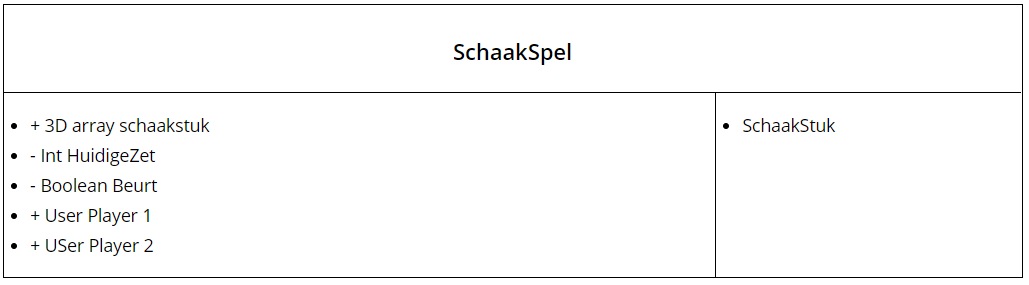 SchaakSpel
+ 3D array schaakstuk
- Int HuidigeZet
- Boolean Beurt
+ User Player 1
+ USer Player 2
SchaakStuk